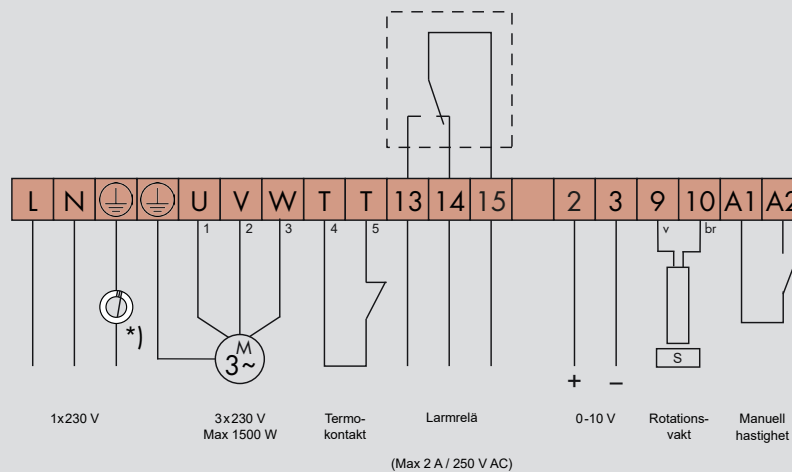 L N U V W T T 13 14 15 2 3 9 10 A1 A2
1 2 3 4 5 v br
*)
M
3~
S
+ −
1x230 V 3x230 V Termo- Larmrelä 0-10 V Rotations- Manuell
Max 1500 W kontakt vakt hastighet
(Max 2 A / 250 V AC)